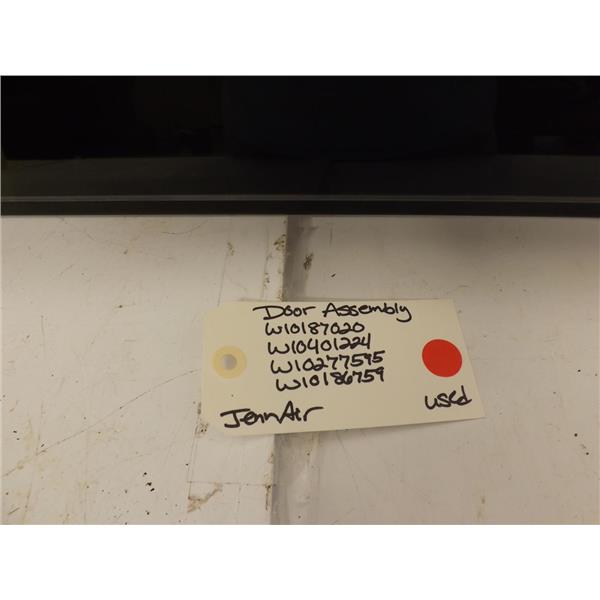 Door Assembly
W10187020
W10401224
W10277595
W10186759
JennAir
used